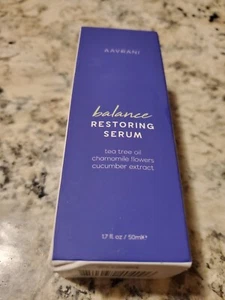 AAVRANI
balance
RESTORING
SERUM
tea tree oil
chamomile flowers
cucumber extract
1.7 fl oz / 50ml℮